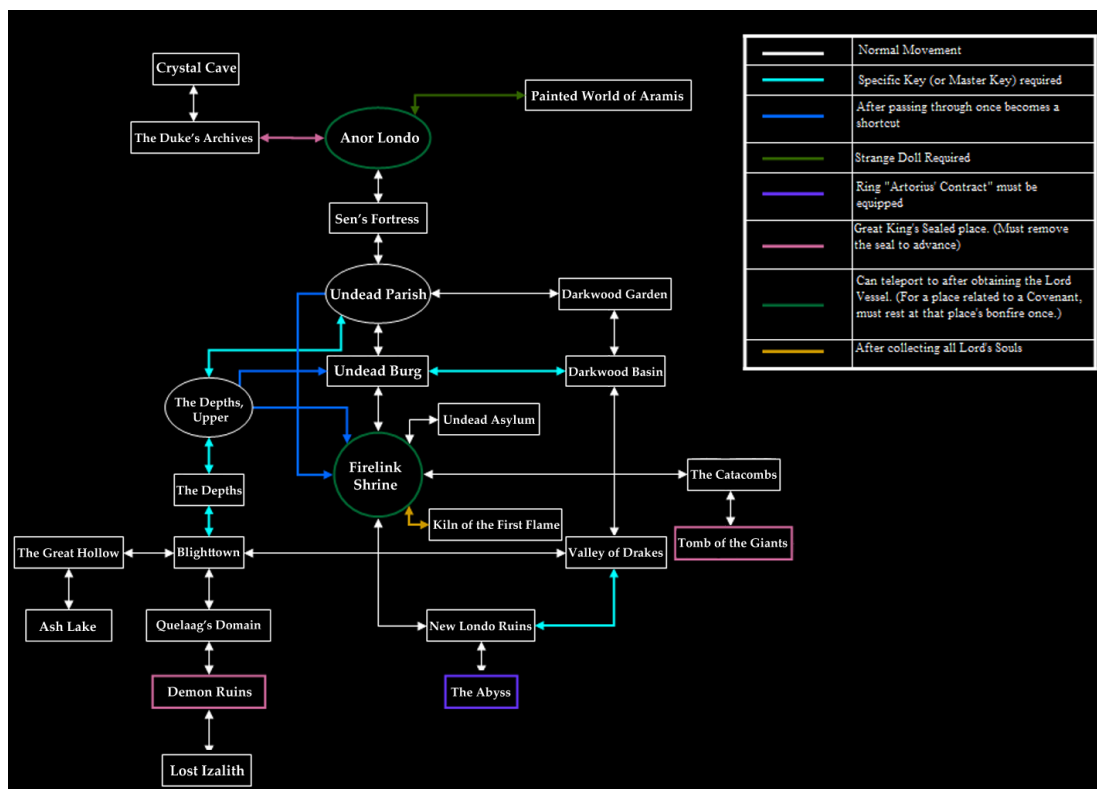 Crystal Cave
Painted World of Aramis
The Duke's Archives
Anor Londo
Sen's Fortress
Undead Parish
Darkwood Garden
Undead Burg
Darkwood Basin
The Depths,
Upper
Undead Asylum
Firelink
Shrine
The Catacombs
The Depths
Kiln of the First Flame
Tomb of the Giants
The Great Hollow
Blighttown
Valley of Drakes
Ash Lake
Quelaag's Domain
New Londo Ruins
Demon Ruins
The Abyss
Lost Izalith
Normal Movement
Specific Key (or Master Key) required
After passing through once becomes a
shortcut
Strange Doll Required
Ring "Artorius' Contract" must be
equipped
Great King's Sealed place. (Must remove
the seal to advance)
Can teleport to after obtaining the Lord
Vessel. (For a place related to a Covenant,
must rest at that place's bonfire once.)
After collecting all Lord's Souls